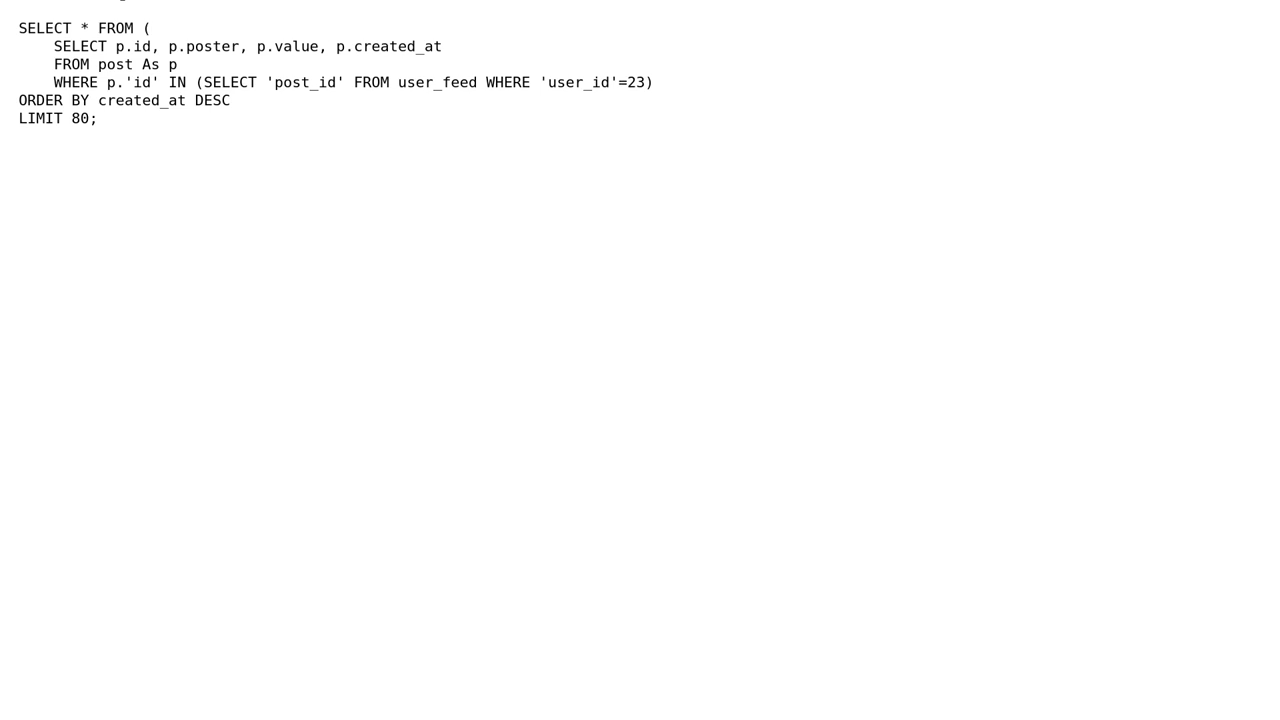 SELECT * FROM (
    SELECT p.id, p.poster, p.value, p.created_at
    FROM post As p
    WHERE p.'id' IN (SELECT 'post_id' FROM user_feed WHERE 'user_id'=23)
ORDER BY created_at DESC
LIMIT 80;